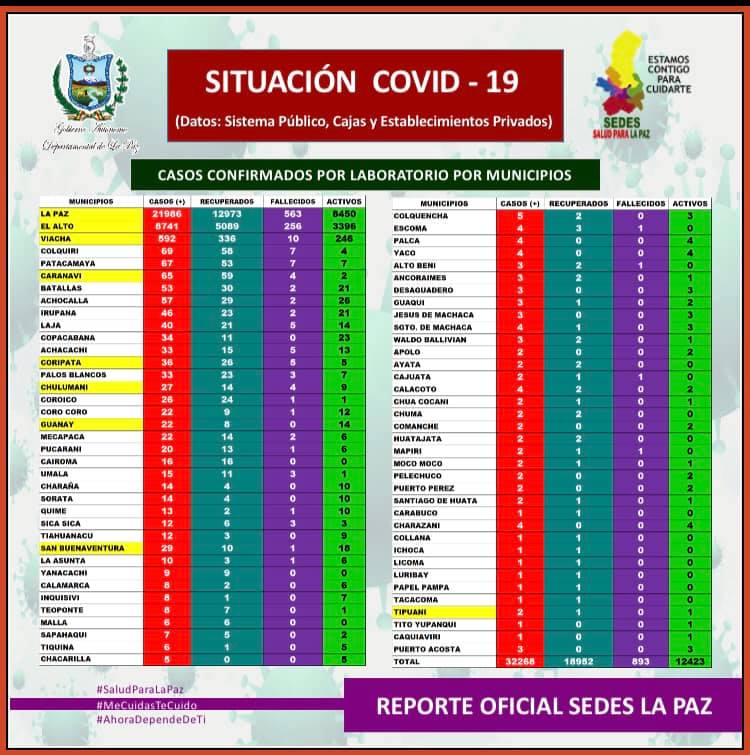 Gobierno Autónomo
Departamental de La Paz
SITUACIÓN COVID - 19
(Datos: Sistema Público, Cajas y Establecimientos Privados)
ESTAMOS
CONTIGO
PARA
CUIDARTE
SEDES
SALUD PARA LA PAZ
CASOS CONFIRMADOS POR LABORATORIO POR MUNICIPIOS
MUNICIPIOS CASOS (+) RECUPERADOS FALLECIDOS ACTIVOS
LA PAZ 21986 12973 563 8450
EL ALTO 8741 5089 256 3396
VIACHA 592 336 10 246
COLQUIRI 69 58 7 4
PATACAMAYA 67 53 7 7
CARANAVI 65 59 4 2
BATALLAS 53 30 2 21
ACHOCALLA 57 29 2 26
IRUPANA 46 23 2 21
LAJA 40 21 5 14
COPACABANA 34 11 0 23
ACHACACHI 33 15 5 13
CORIPATA 36 26 5 5
PALOS BLANCOS 33 23 3 7
CHULUMANI 27 14 4 9
COROICO 26 24 1 1
CORO CORO 22 9 1 12
GUANAY 22 8 0 14
MECAPACA 22 14 2 6
PUCARANI 20 13 1 6
CAIROMA 16 16 0 0
UMALA 15 11 3 1
CHARAÑA 14 4 0 10
SORATA 14 4 0 10
QUIME 13 2 1 10
SICA SICA 12 6 3 3
TIAHUANACU 12 3 0 9
SAN BUENAVENTURA 29 10 1 18
LA ASUNTA 10 3 1 6
YANACACHI 9 9 0 0
CALAMARCA 8 2 0 6
INQUISIVI 8 1 0 7
TEOPONTE 8 7 0 1
MALLA 6 6 0 0
SAPAHAQUI 7 5 0 2
TIQUINA 6 1 0 5
CHACARILLA 5 0 0 5
MUNICIPIOS CASOS (+) RECUPERADOS FALLECIDOS ACTIVOS
COLQUENCHA 5 2 0 3
ESCOMA 4 3 1 0
PALCA 4 0 0 4
YACO 4 0 0 4
ALTO BENI 3 2 1 0
ANCORAIMES 3 2 0 1
DESAGUADERO 3 0 0 3
GUAQUI 3 1 0 2
JESUS DE MACHACA 3 0 0 3
SGTO. DE MACHACA 4 1 0 3
WALDO BALLIVIAN 3 2 0 1
APOLO 2 0 0 2
AYATA 2 2 0 0
CAJUATA 2 1 1 0
CALACOTO 4 2 0 2
CHUA COCANI 2 1 0 1
CHUMA 2 2 0 0
COMANCHE 2 0 0 2
HUATAJATA 2 2 0 0
MAPIRI 2 1 1 0
MOCO MOCO 2 1 0 1
PELECHUCO 2 0 0 2
PUERTO PEREZ 2 0 0 2
SANTIAGO DE HUATA 2 1 0 1
CARABUCO 1 1 0 0
CHARAZANI 4 0 0 4
COLLANA 1 1 0 0
ICHOCA 1 1 0 0
LICOMA 1 1 0 0
LURIBAY 1 1 0 0
PAPEL PAMPA 1 1 0 0
TACACOMA 1 1 0 0
TIPUANI 2 1 0 1
TITO YUPANQUI 1 0 0 1
CAQUIAVIRI 1 0 0 1
PUERTO ACOSTA 3 0 0 3
TOTAL 32268 18952 893 12423
#SaludParaLaPaz
#MeCuidasTeCuido
#AhoraDependeDeTi
REPORTE OFICIAL SEDES LA PAZ